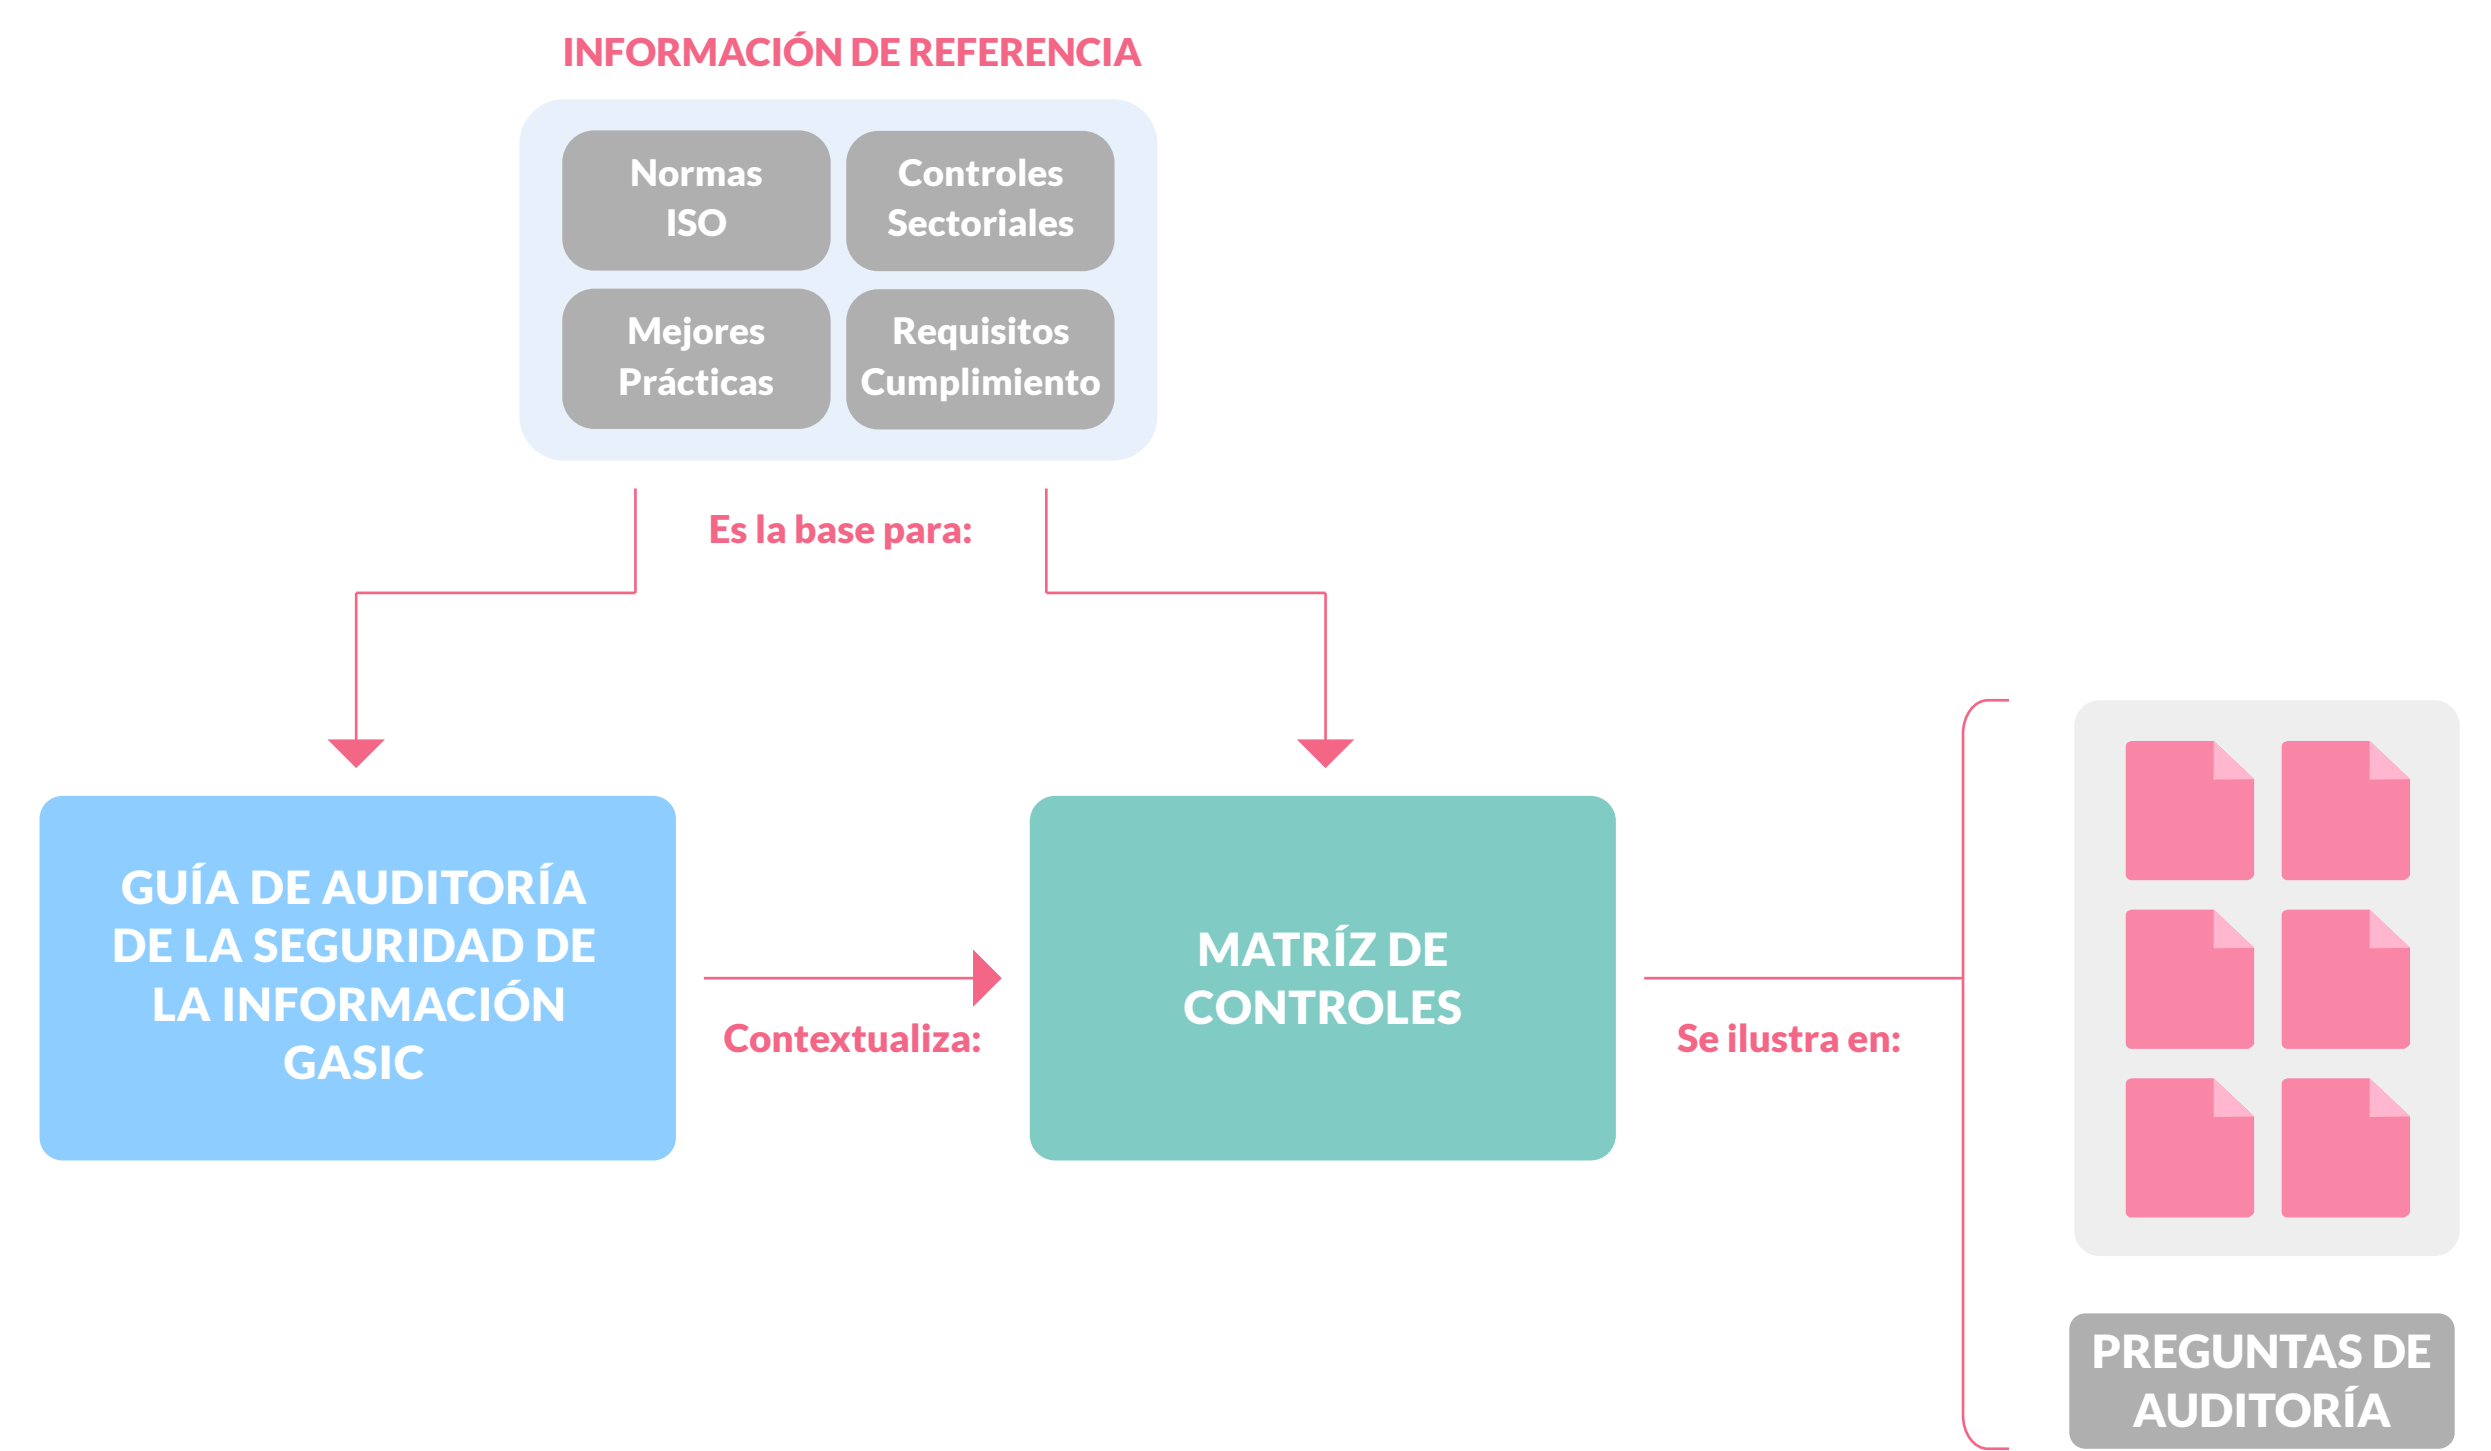 INFORMACIÓN DE REFERENCIA
Normas
ISO
Controles
Sectoriales
Mejores
Prácticas
Requisitos
Cumplimiento
Es la base para:
GUÍA DE AUDITORÍA
DE LA SEGURIDAD DE
LA INFORMACIÓN
GASIC
Contextualiza:
MATRÍZ DE
CONTROLES
Se ilustra en:
PREGUNTAS DE
AUDITORÍA